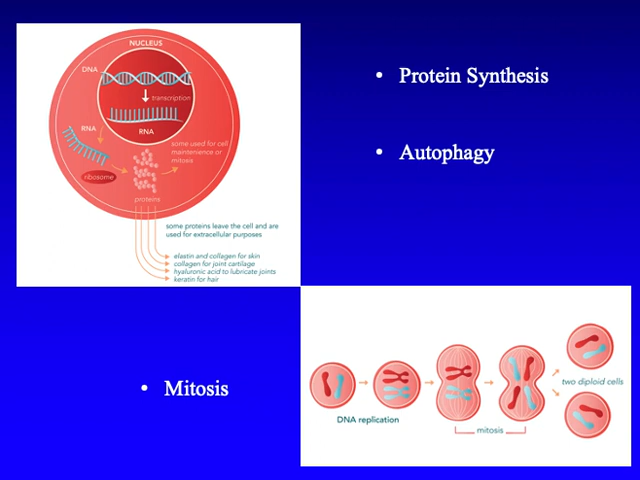 NUCLEUS
DNA
transcription
RNA
RNA
some used for cell
maintenience or
mitosis
ribosome
proteins
some proteins leave the cell and are
used for extracellular purposes
elastin and collagen for skin
collagen for joint cartilage
hyaluronic acid to lubricate joints
keratin for hair
• Protein Synthesis
• Autophagy
• Mitosis
DNA replication
mitosis
two diploid cells